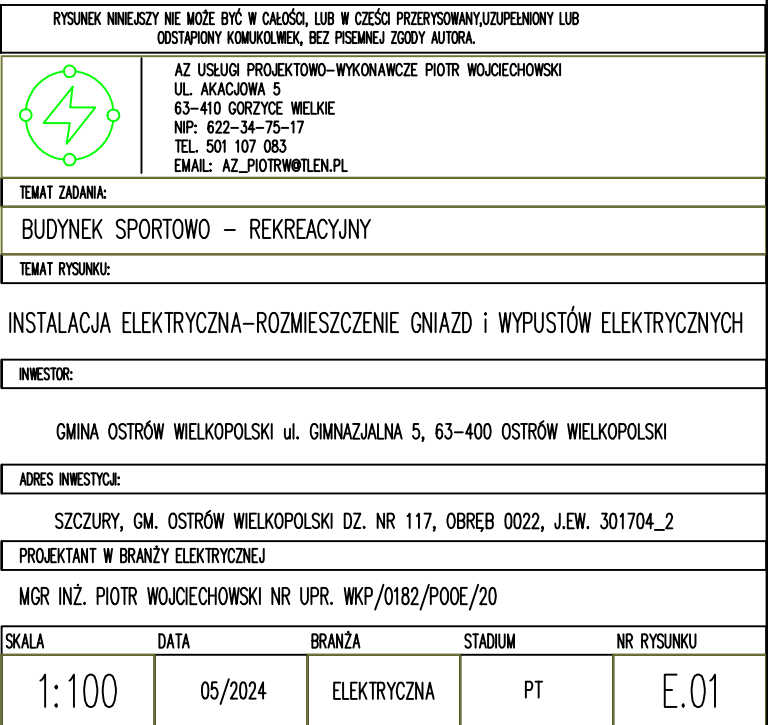 RYSUNEK NINIEJSZY NIE MOŻE BYĆ W CAŁOŚCI, LUB W CZĘŚCI PRZERYSOWANY,UZUPEŁNIONY LUB
ODSTĄPIONY KOMUKOLWIEK, BEZ PISEMNEJ ZGODY AUTORA.
AZ USŁUGI PROJEKTOWO-WYKONAWCZE PIOTR WOJCIECHOWSKI
UL. AKACJOWA 5
63-410 GORZYCE WIELKIE
NIP: 622-34-75-17
TEL. 501 107 083
EMAIL: AZ_PIOTRW@TLEN.PL
TEMAT ZADANIA:
BUDYNEK SPORTOWO - REKREACYJNY
TEMAT RYSUNKU:
INSTALACJA ELEKTRYCZNA-ROZMIESZCZENIE GNIAZD i WYPUSTÓW ELEKTRYCZNYCH
INWESTOR:
GMINA OSTRÓW WIELKOPOLSKI ul. GIMNAZJALNA 5, 63-400 OSTRÓW WIELKOPOLSKI
ADRES INWESTYCJI:
SZCZURY, GM. OSTRÓW WIELKOPOLSKI DZ. NR 117, OBRĘB 0022, J.EW. 301704_2
PROJEKTANT W BRANŻY ELEKTRYCZNEJ
MGR INŻ. PIOTR WOJCIECHOWSKI NR UPR. WKP/0182/POOE/20
SKALA DATA BRANŻA STADIUM NR RYSUNKU
1:100 05/2024 ELEKTRYCZNA PT E.01